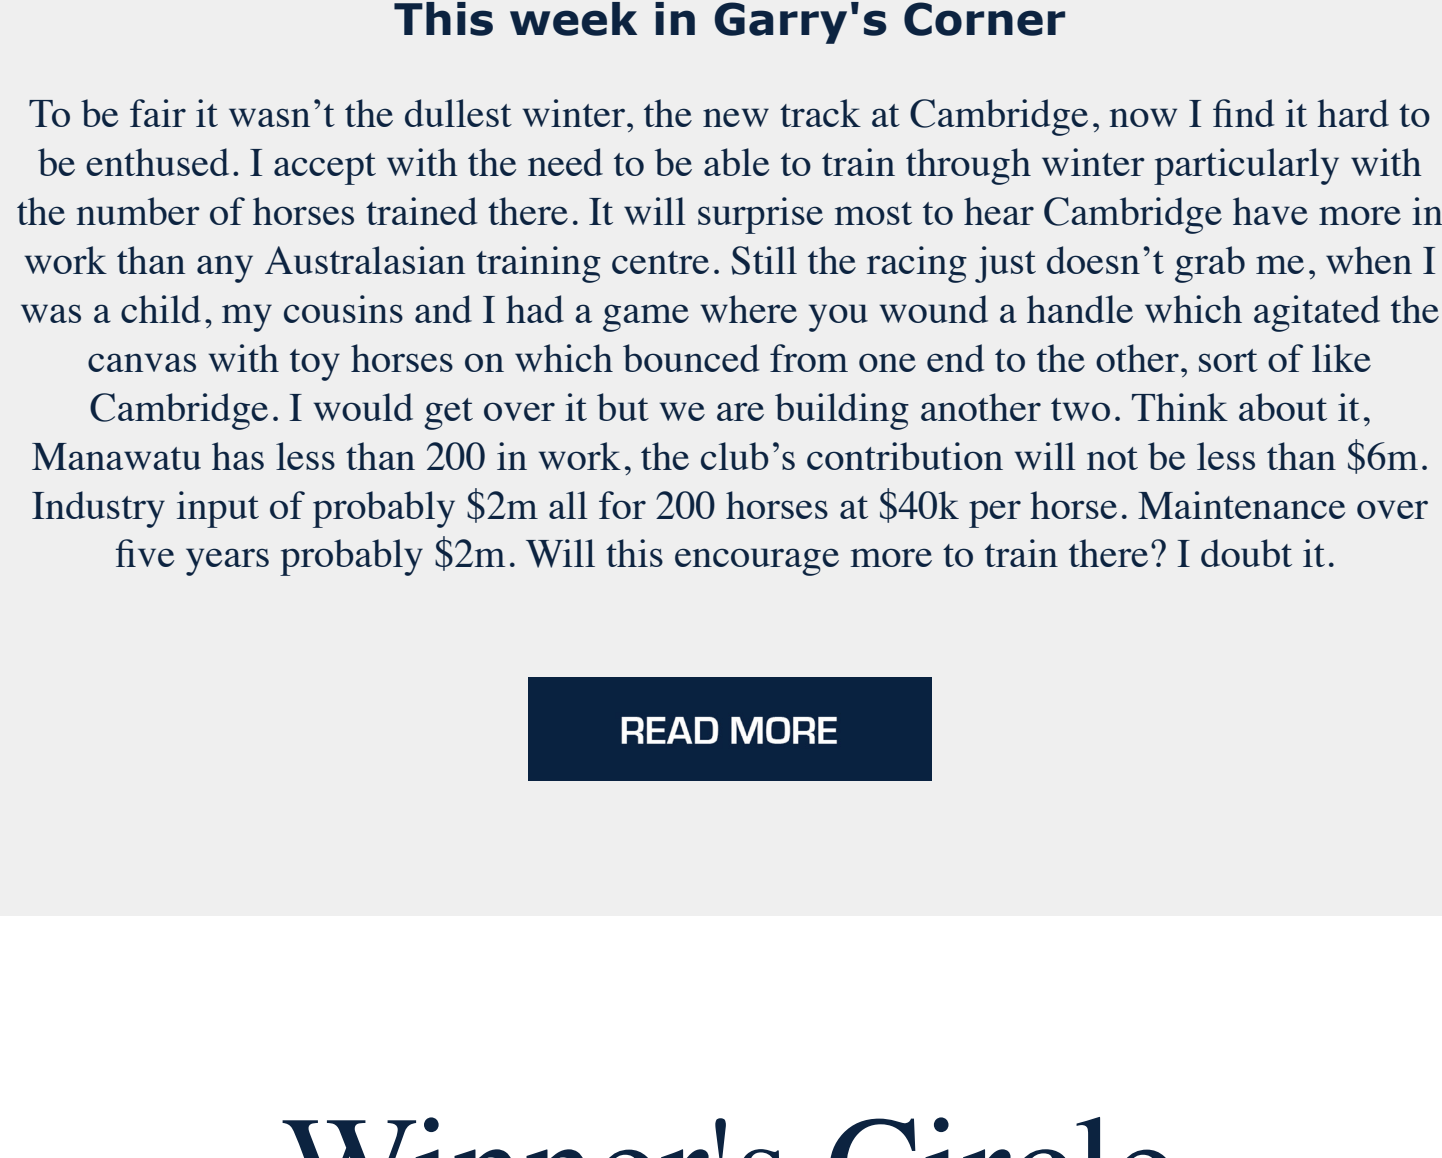 This week in Garry's Corner
To be fair it wasn’t the dullest winter, the new track at Cambridge, now I find it hard to
be enthused. I accept with the need to be able to train through winter particularly with
the number of horses trained there. It will surprise most to hear Cambridge have more in
work than any Australasian training centre. Still the racing just doesn’t grab me, when I
was a child, my cousins and I had a game where you wound a handle which agitated the
canvas with toy horses on which bounced from one end to the other, sort of like
Cambridge. I would get over it but we are building another two. Think about it,
Manawatu has less than 200 in work, the club’s contribution will not be less than $6m.
Industry input of probably $2m all for 200 horses at $40k per horse. Maintenance over
five years probably $2m. Will this encourage more to train there? I doubt it.
READ MORE
Winner's Circle